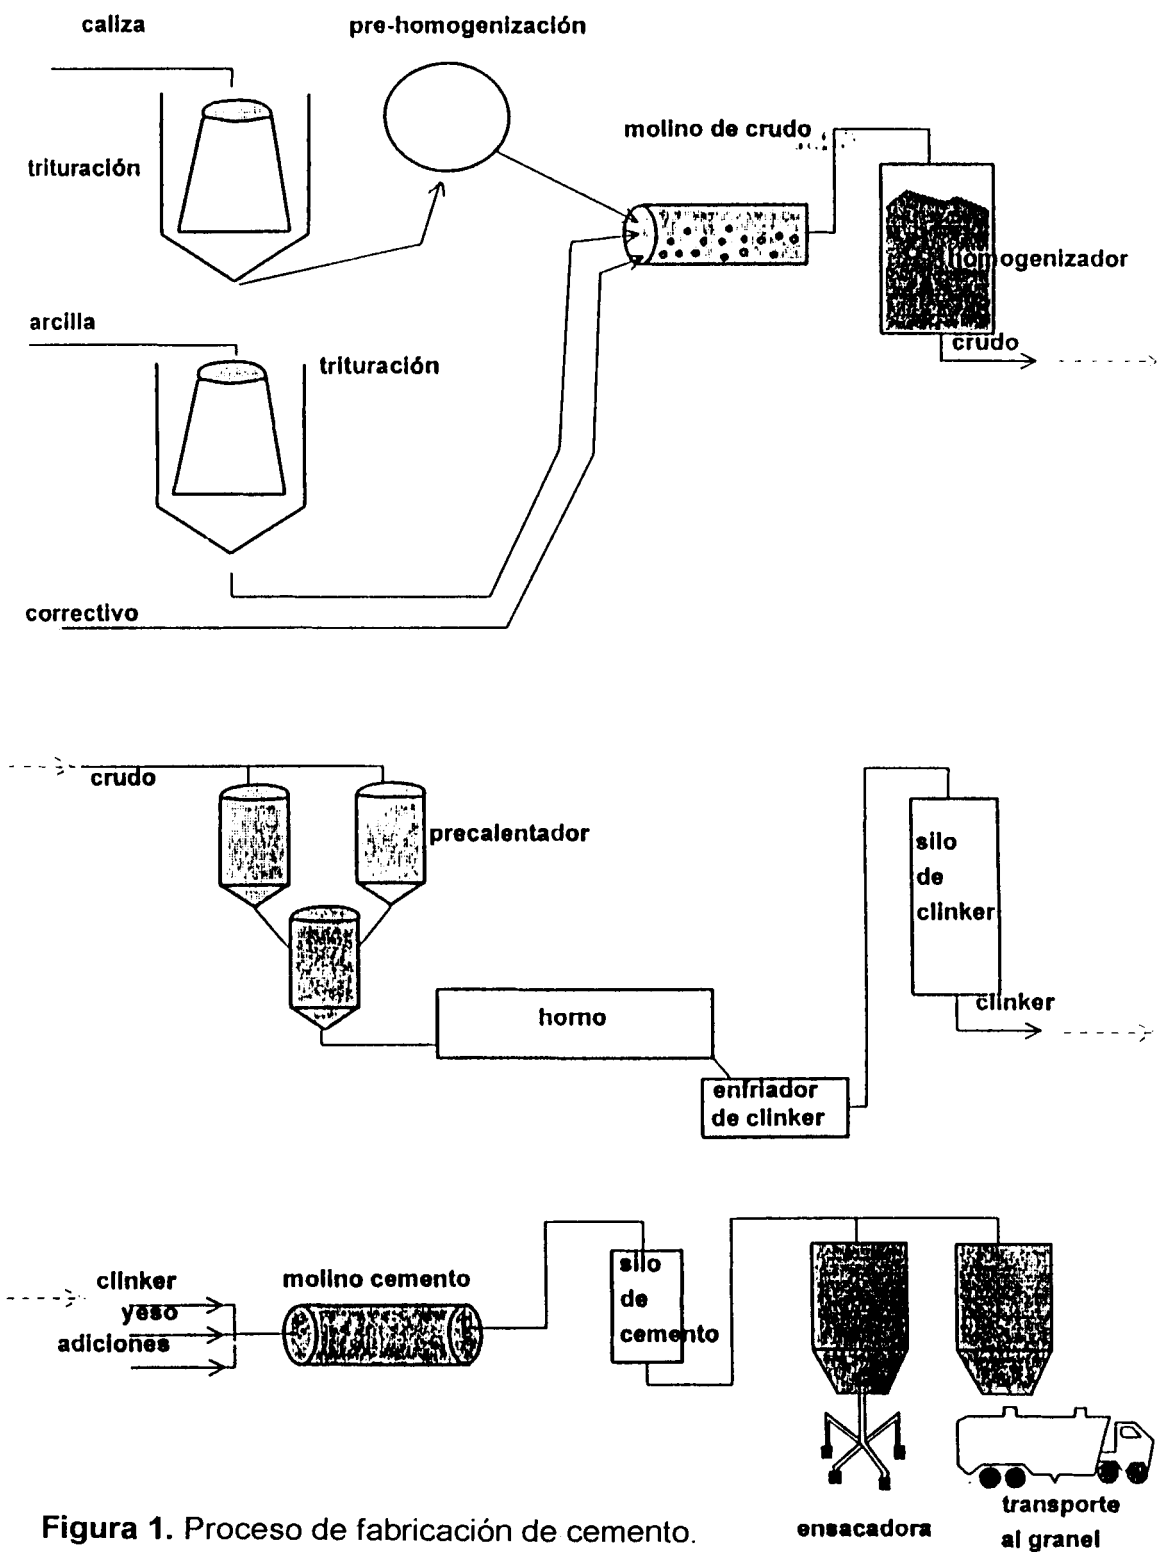 caliza
pre-homogenización
molino de crudo
trituración
homogenizador
arcilla
crudo
trituración
correctivo
crudo
precalentador
silo
de
clinker
clinker
horno
enfriador
de clinker
clinker
yeso
adiciones
molino cemento
silo
de
cemento
ensacadora
transporte
al granel
Figura 1. Proceso de fabricación de cemento.